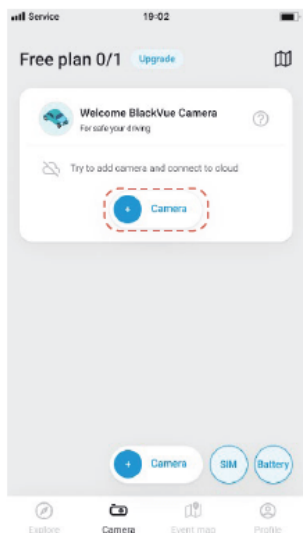 Service 19:02
Free plan 0/1 Upgrade
Welcome BlackVue Camera
For safe your driving
Try to add camera and connect to cloud
+ Camera
+ Camera SIM Battery
Explore Camera Event map Profile